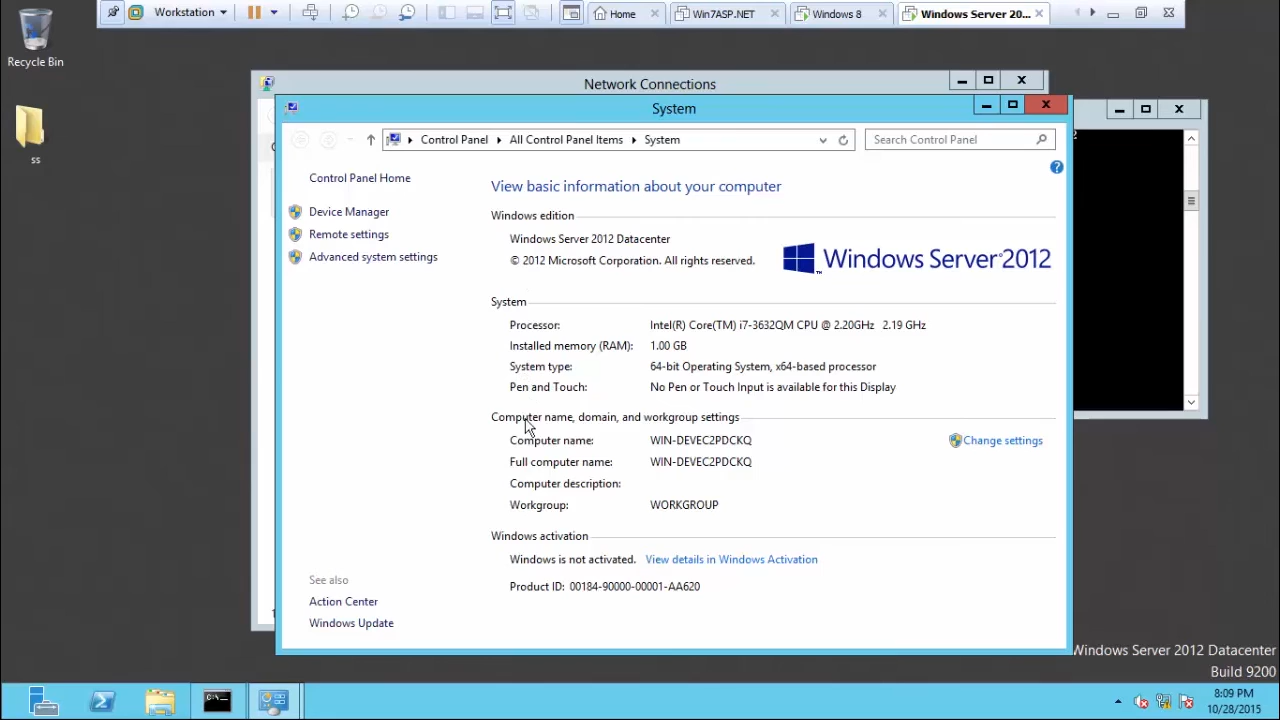 Workstation
Home
Win7ASP.NET
Windows 8
Windows Server 20...
Recycle Bin
ss
Network Connections
System
Control Panel
All Control Panel Items
System
Search Control Panel
Control Panel Home
Device Manager
Remote settings
Advanced system settings
View basic information about your computer
Windows edition
Windows Server 2012 Datacenter
© 2012 Microsoft Corporation. All rights reserved.
Windows Server 2012
System
Processor: Intel(R) Core(TM) i7-3632QM CPU @ 2.20GHz 2.19 GHz
Installed memory (RAM): 1.00 GB
System type: 64-bit Operating System, x64-based processor
Pen and Touch: No Pen or Touch Input is available for this Display
Computer name, domain, and workgroup settings
Computer name: WIN-DEVEC2PDCKQ
Change settings
Full computer name: WIN-DEVEC2PDCKQ
Computer description:
Workgroup: WORKGROUP
Windows activation
Windows is not activated. View details in Windows Activation
Product ID: 00184-90000-00001-AA620
See also
Action Center
Windows Update
Windows Server 2012 Datacenter
Build 9200
8:09 PM
10/28/2015